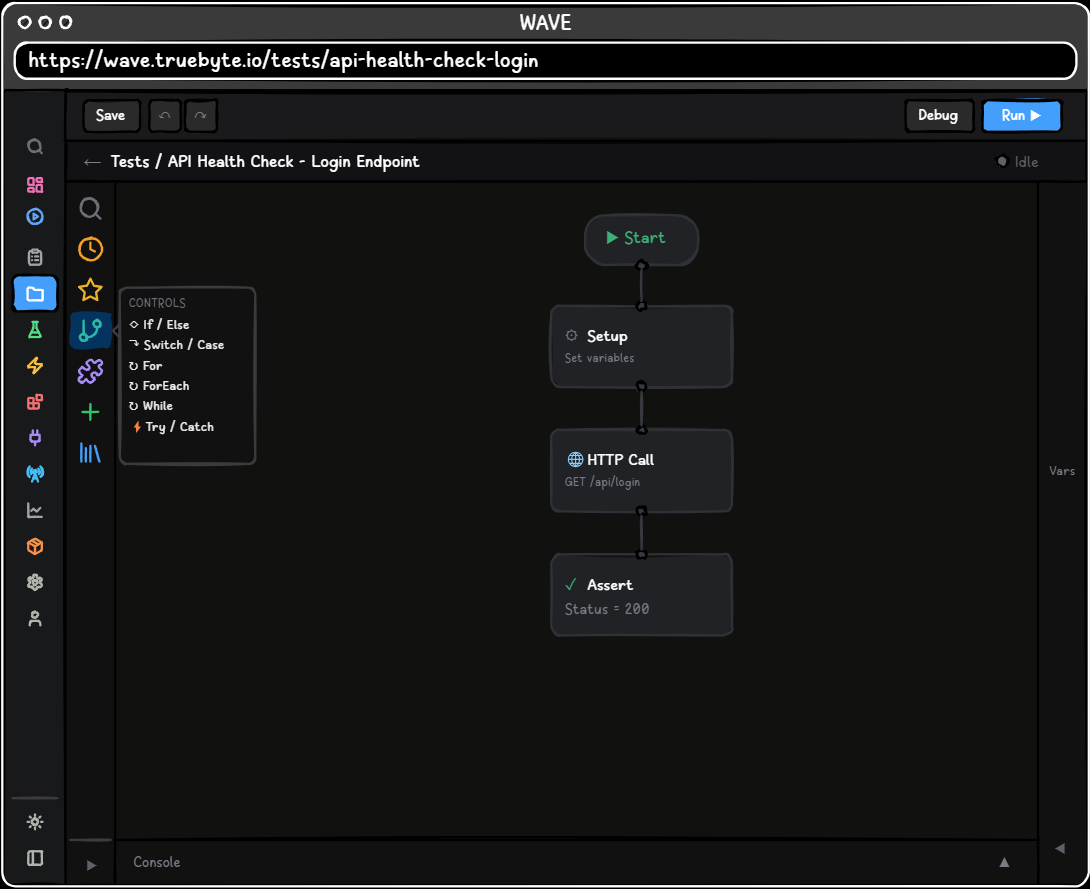 WAVE
https://wave.truebyte.io/tests/api-health-check-login
Save
Debug
Run
Tests / API Health Check - Login Endpoint
Idle
Start
CONTROLS
If / Else
Switch / Case
For
ForEach
While
Try / Catch
Setup
Set variables
HTTP Call
GET /api/login
Vars
Assert
Status = 200
Console